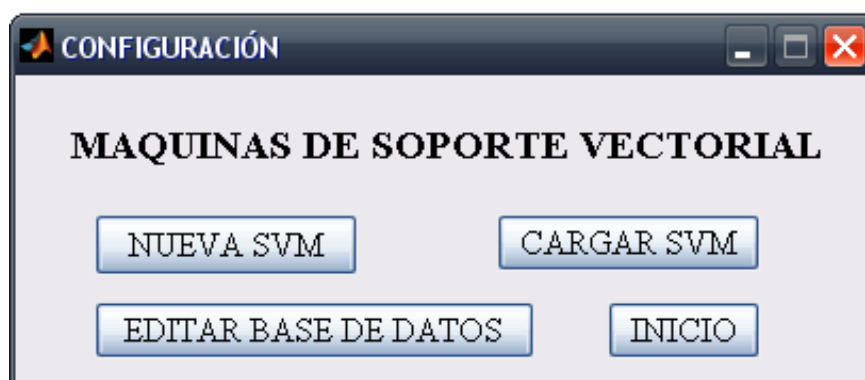 CONFIGURACIÓN
MAQUINAS DE SOPORTE VECTORIAL
NUEVA SVM CARGAR SVM
EDITAR BASE DE DATOS INICIO